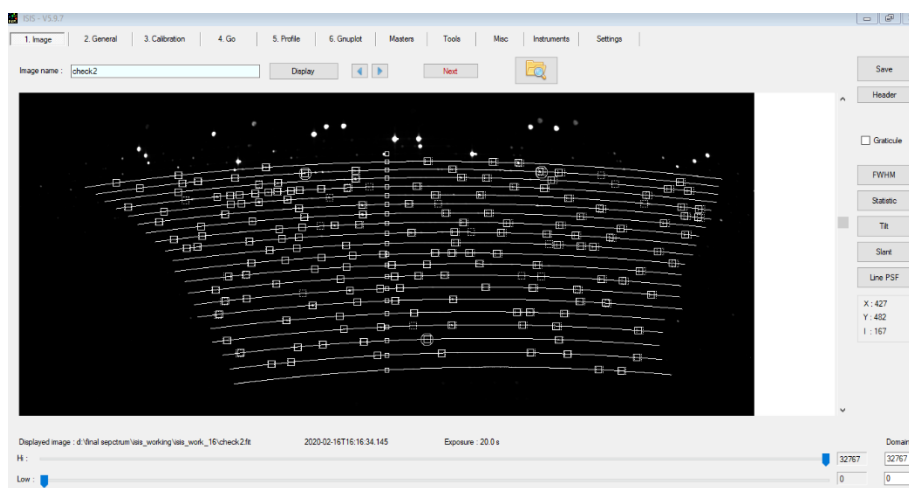 ISIS - V5.9.7
1. Image 2. General 3. Calibration 4. Go 5. Profile 6. Gnuplot Masters Tools Misc Instruments Settings
Image name : check2 Display Next Save
Header
Graticule
FWHM
Statistic
Tilt
Slant
Line PSF
X : 427
Y : 482
I : 167
Displayed image : d:\final sepctrum\isis_working\isis_work_16\check2.fit 2020-02-16T16:16:34.145 Exposure : 20.0 s Domain
Hi : 32767 32767
Low : 0 0